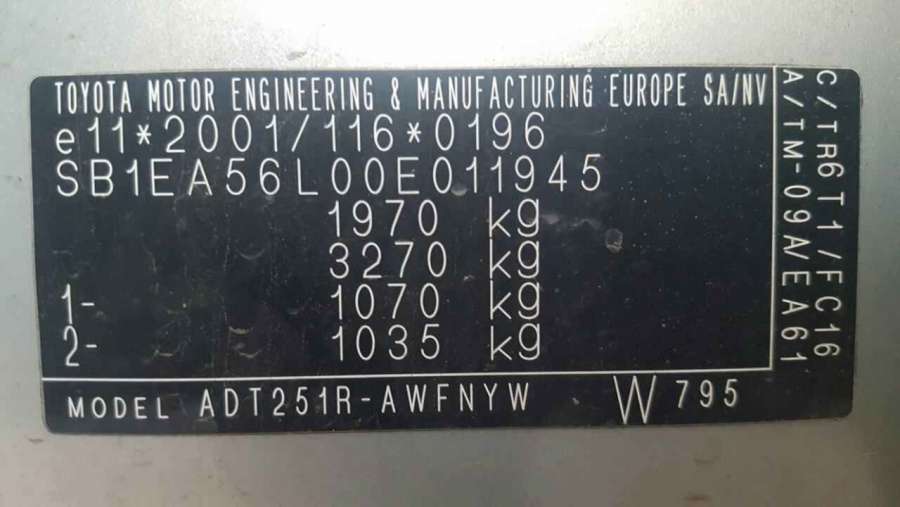 TOYOTA MOTOR ENGINEERING & MANUFACTURING EUROPE SA/NV
e11*2001/116*0196
SB1EA56L00E011945
1970 kg
3270 kg
1- 1070 kg
2- 1035 kg
MODEL ADT251R-AWFNYW W 795
C/TR6T1/FC16
A/TM-09A/EA61